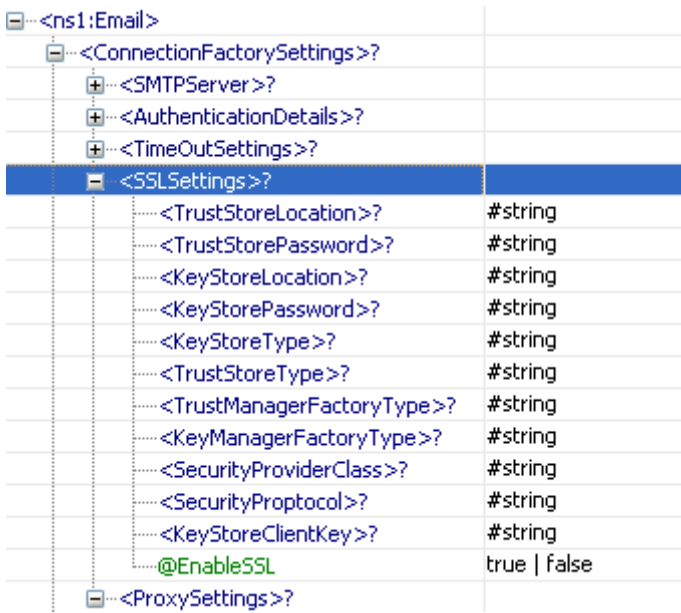 <ns1:Email>
<ConnectionFactorySettings>?
<SMTPServer>?
<AuthenticationDetails>?
<TimeOutSettings>?
<SSLSettings>?
<TrustStoreLocation>? #string
<TrustStorePassword>? #string
<KeyStoreLocation>? #string
<KeyStorePassword>? #string
<KeyStoreType>? #string
<TrustStoreType>? #string
<TrustManagerFactoryType>? #string
<KeyManagerFactoryType>? #string
<SecurityProviderClass>? #string
<SecurityProptocol>? #string
<KeyStoreClientKey>? #string
@EnableSSL true | false
<ProxySettings>?